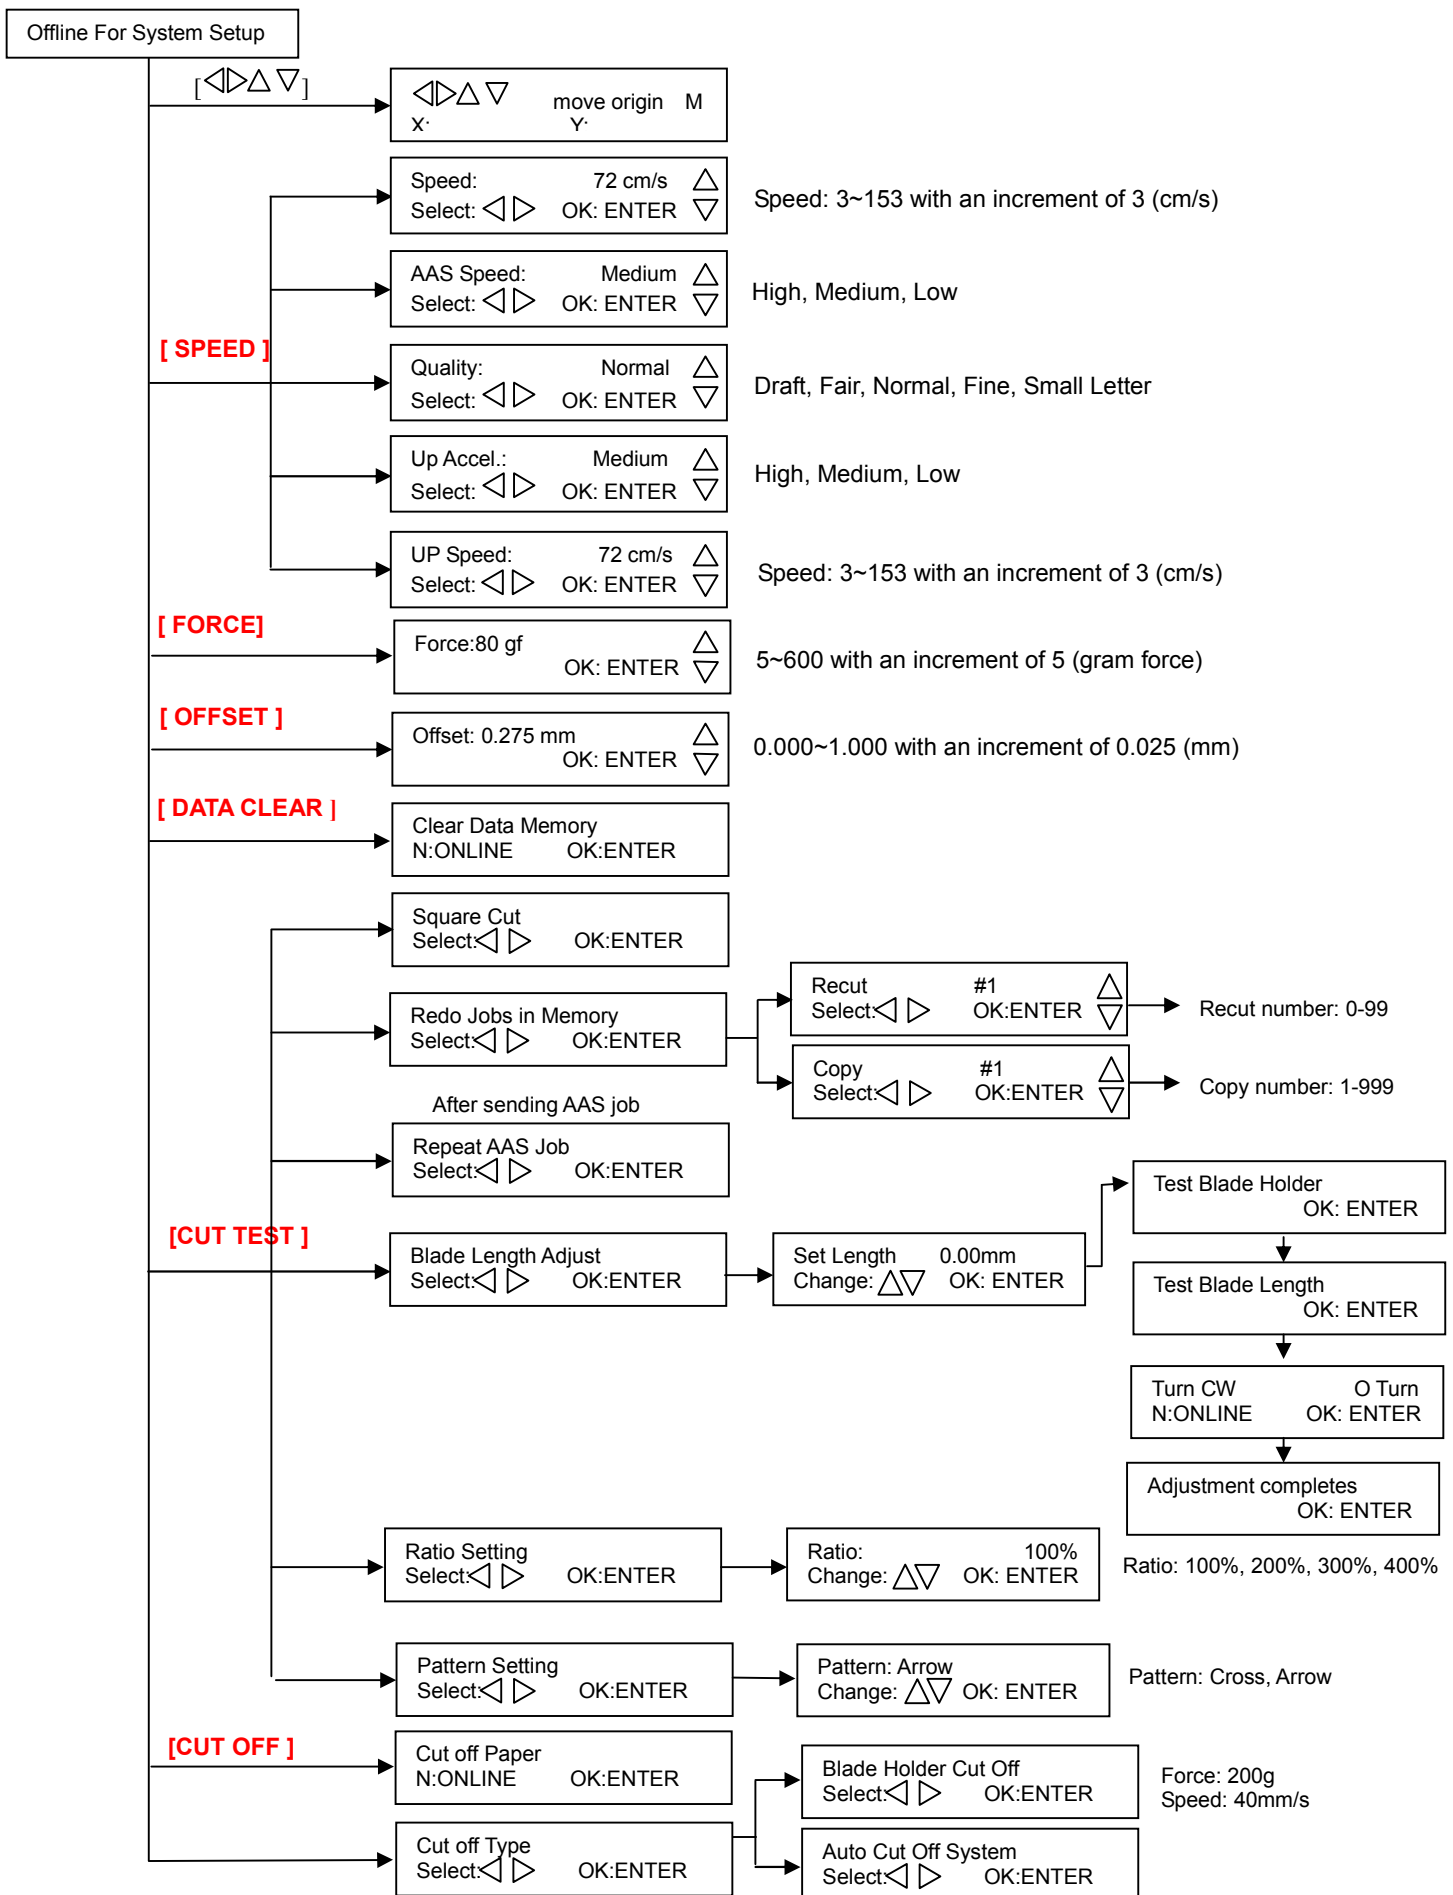 Offline For System Setup
[◁▷△ ▽]
◁▷△ ▽ move origin M
X: Y:
Speed: 72 cm/s △
Select: ◁ ▷ OK: ENTER ▽
Speed: 3~153 with an increment of 3 (cm/s)
AAS Speed: Medium △
Select: ◁ ▷ OK: ENTER ▽
High, Medium, Low
[ SPEED ]
Quality: Normal △
Select: ◁ ▷ OK: ENTER ▽
Draft, Fair, Normal, Fine, Small Letter
Up Accel.: Medium △
Select: ◁ ▷ OK: ENTER ▽
High, Medium, Low
UP Speed: 72 cm/s △
Select: ◁ ▷ OK: ENTER ▽
Speed: 3~153 with an increment of 3 (cm/s)
[ FORCE]
Force:80 gf △
OK: ENTER ▽
5~600 with an increment of 5 (gram force)
[ OFFSET ]
Offset: 0.275 mm △
OK: ENTER ▽
0.000~1.000 with an increment of 0.025 (mm)
[ DATA CLEAR ]
Clear Data Memory
N:ONLINE OK:ENTER
Square Cut
Select:◁ ▷ OK:ENTER
Redo Jobs in Memory
Select:◁ ▷ OK:ENTER
Recut #1 △
Select:◁ ▷ OK:ENTER ▽
Recut number: 0-99
Copy #1 △
Select:◁ ▷ OK:ENTER ▽
Copy number: 1-999
After sending AAS job
Repeat AAS Job
Select:◁ ▷ OK:ENTER
[CUT TEST ]
Blade Length Adjust
Select:◁ ▷ OK:ENTER
Set Length 0.00mm
Change: △▽ OK: ENTER
Test Blade Holder
OK: ENTER
Test Blade Length
OK: ENTER
Turn CW O Turn
N:ONLINE OK: ENTER
Adjustment completes
OK: ENTER
Ratio Setting
Select:◁ ▷ OK:ENTER
Ratio: 100%
Change: △▽ OK: ENTER
Ratio: 100%, 200%, 300%, 400%
Pattern Setting
Select:◁ ▷ OK:ENTER
Pattern: Arrow
Change: △▽ OK: ENTER
Pattern: Cross, Arrow
[CUT OFF ]
Cut off Paper
N:ONLINE OK:ENTER
Cut off Type
Select:◁ ▷ OK:ENTER
Blade Holder Cut Off
Select:◁ ▷ OK:ENTER
Force: 200g
Speed: 40mm/s
Auto Cut Off System
Select:◁ ▷ OK:ENTER